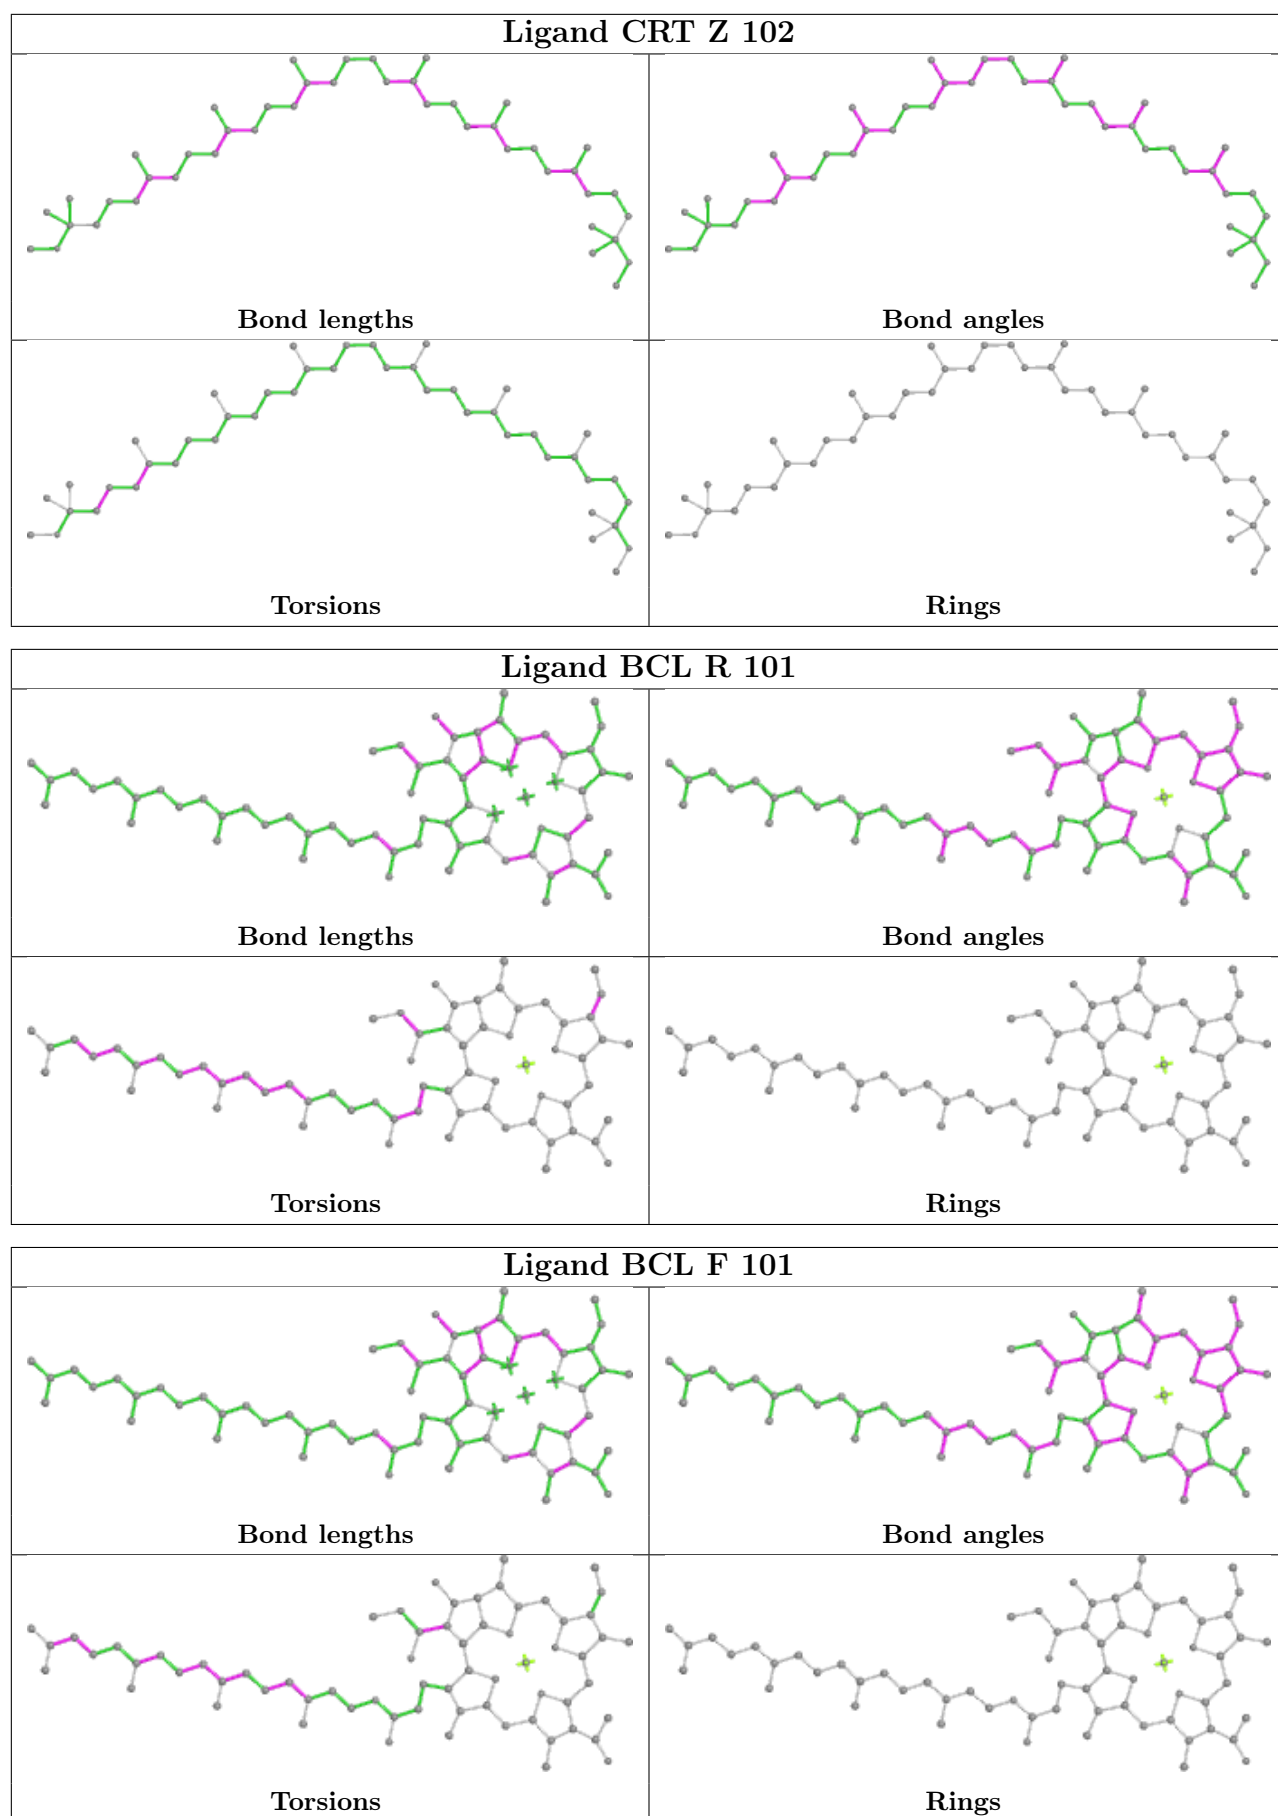 Ligand CRT Z 102
Bond lengths
Bond angles
Torsions
Rings
Ligand BCL R 101
Bond lengths
Bond angles
Torsions
Rings
Ligand BCL F 101
Bond lengths
Bond angles
Torsions
Rings